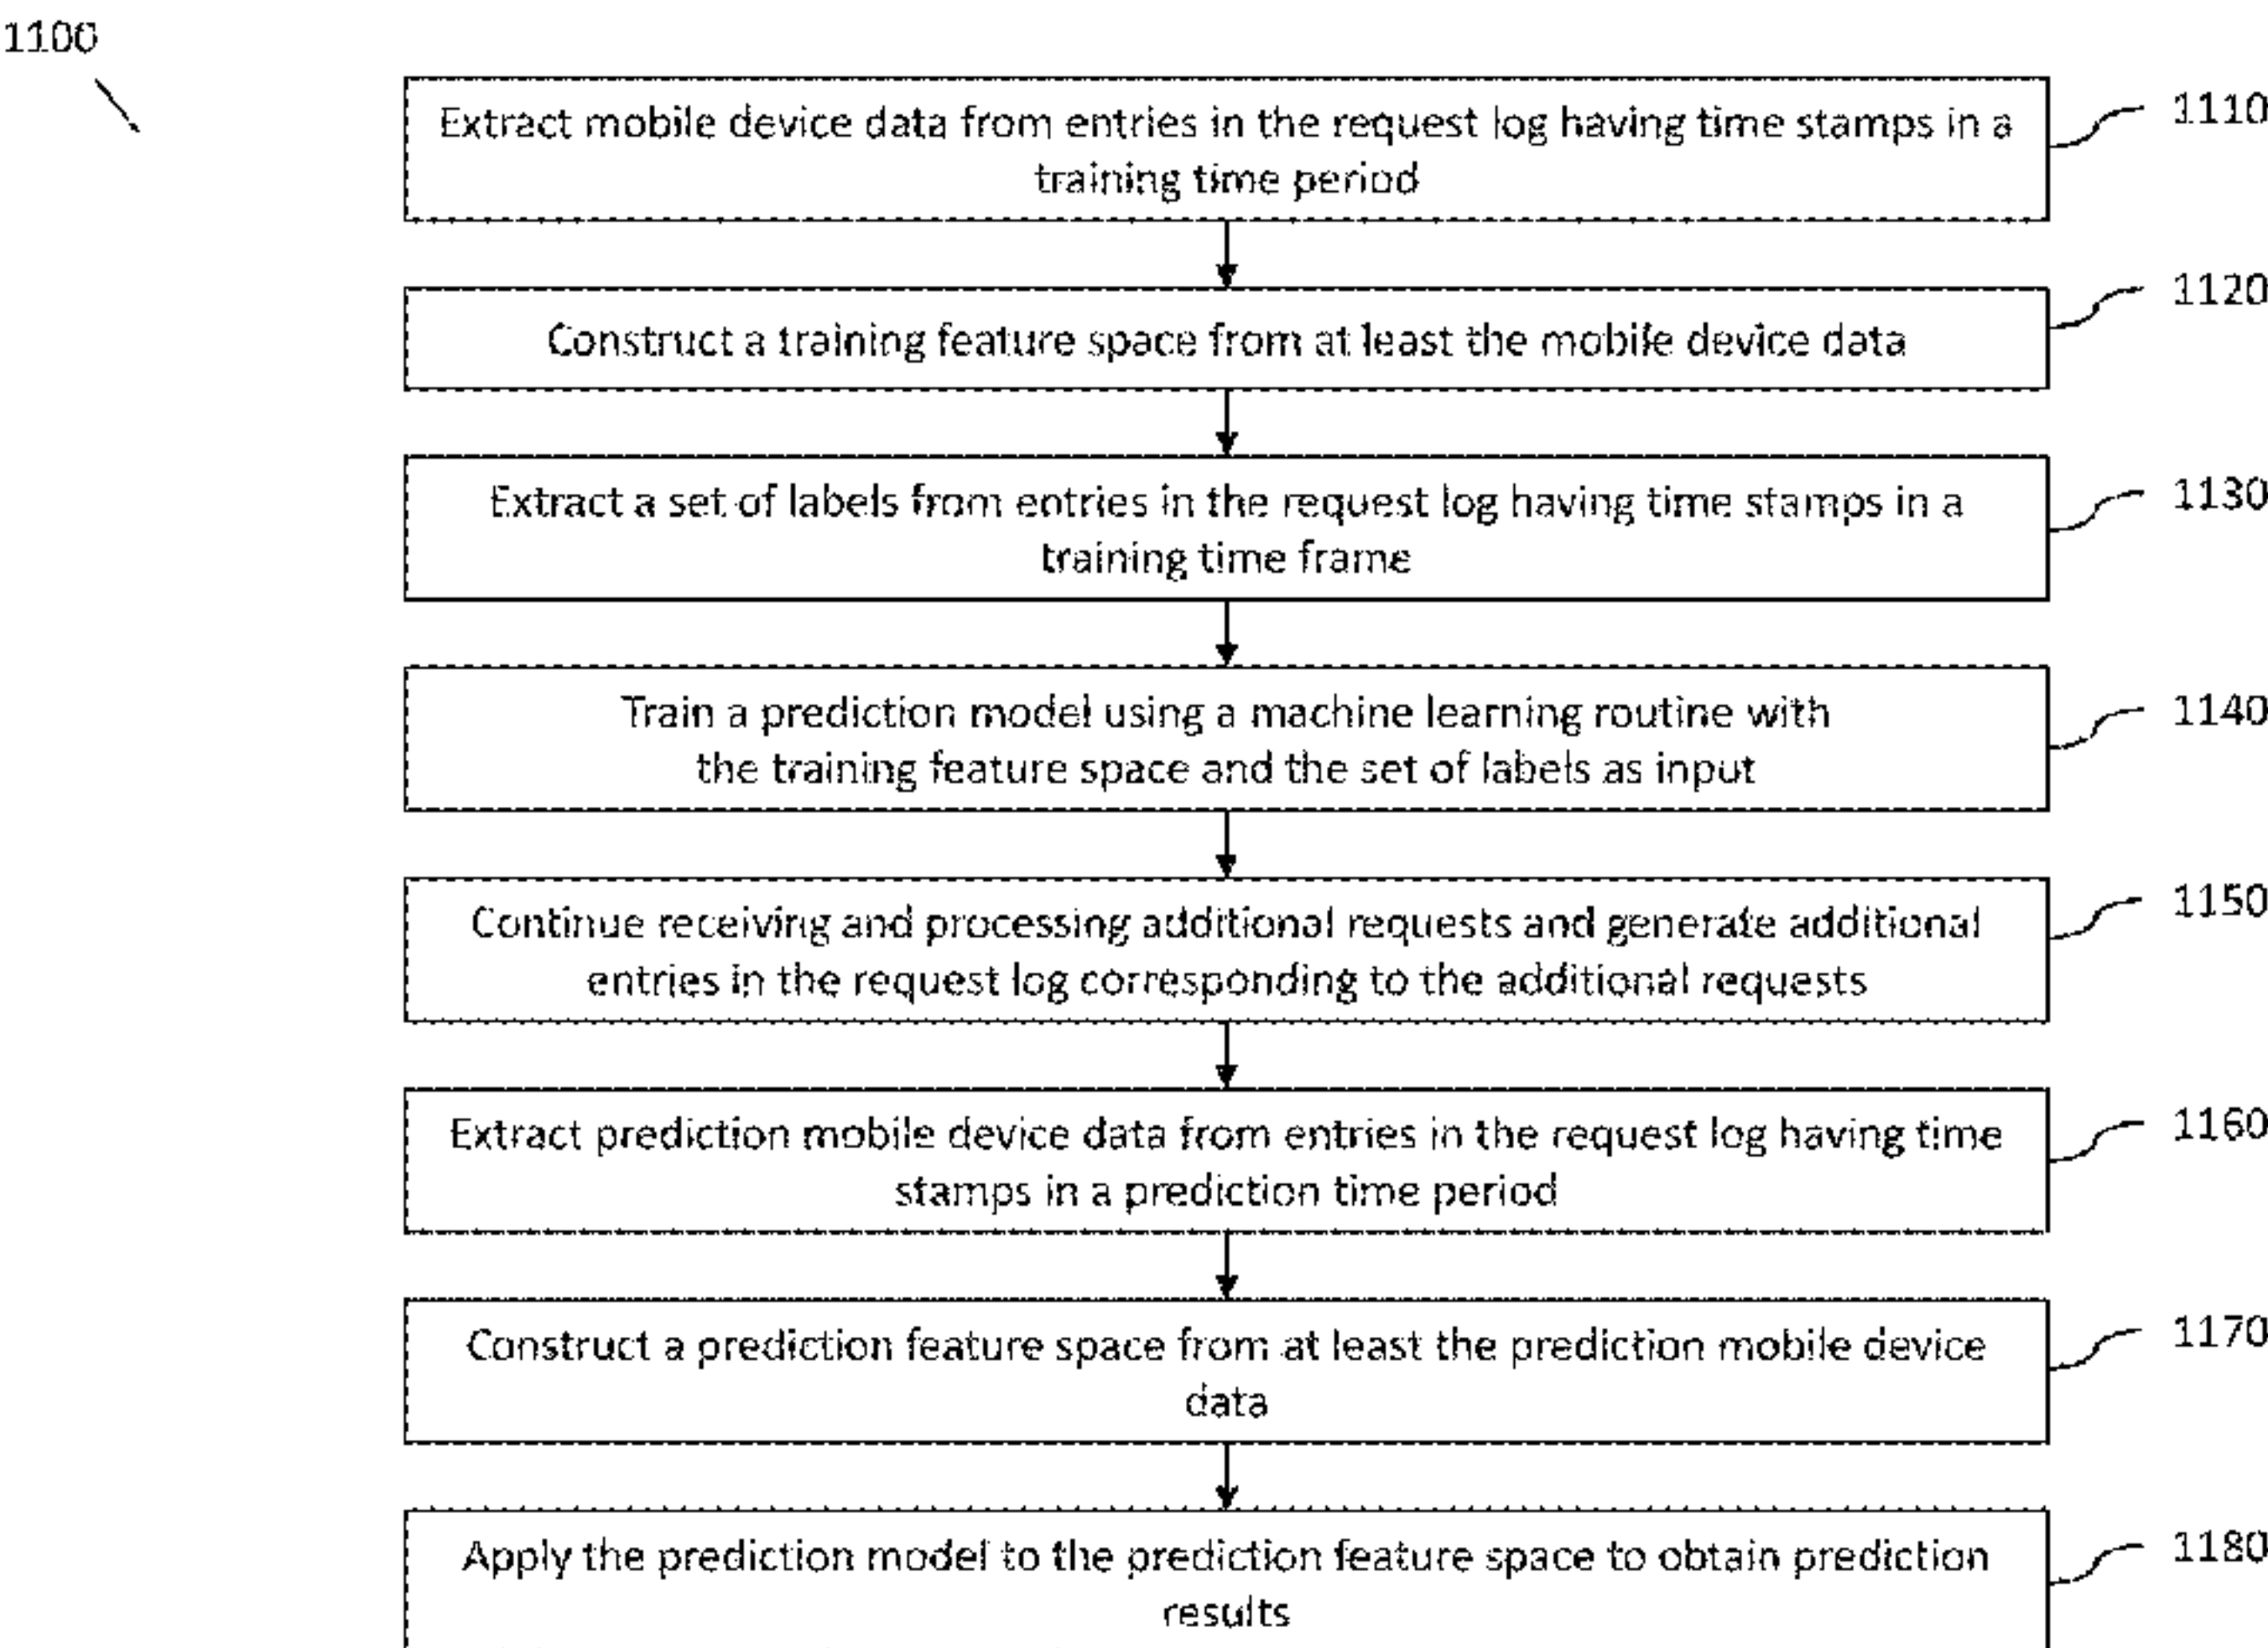 1100
Extract mobile device data from entries in the request log having time stamps in a
training time period
1110
Construct a training feature space from at least the mobile device data
1120
Extract a set of labels from entries in the request log having time stamps in a
training time frame
1130
Train a prediction model using a machine learning routine with
the training feature space and the set of labels as input
1140
Continue receiving and processing additional requests and generate additional
entries in the request log corresponding to the additional requests
1150
Extract prediction mobile device data from entries in the request log having time
stamps in a prediction time period
1160
Construct a prediction feature space from at least the prediction mobile device
data
1170
Apply the prediction model to the prediction feature space to obtain prediction
results
1180